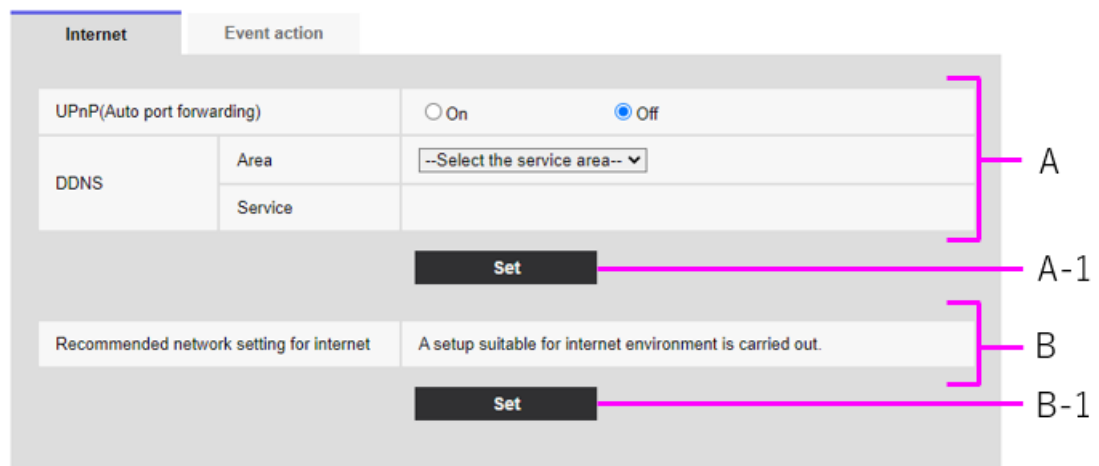 Internet Event action
UPnP(Auto port forwarding) On Off
A
DDNS Area --Select the service area--
Service
Set A-1
Recommended network setting for internet A setup suitable for internet environment is carried out. B
Set B-1